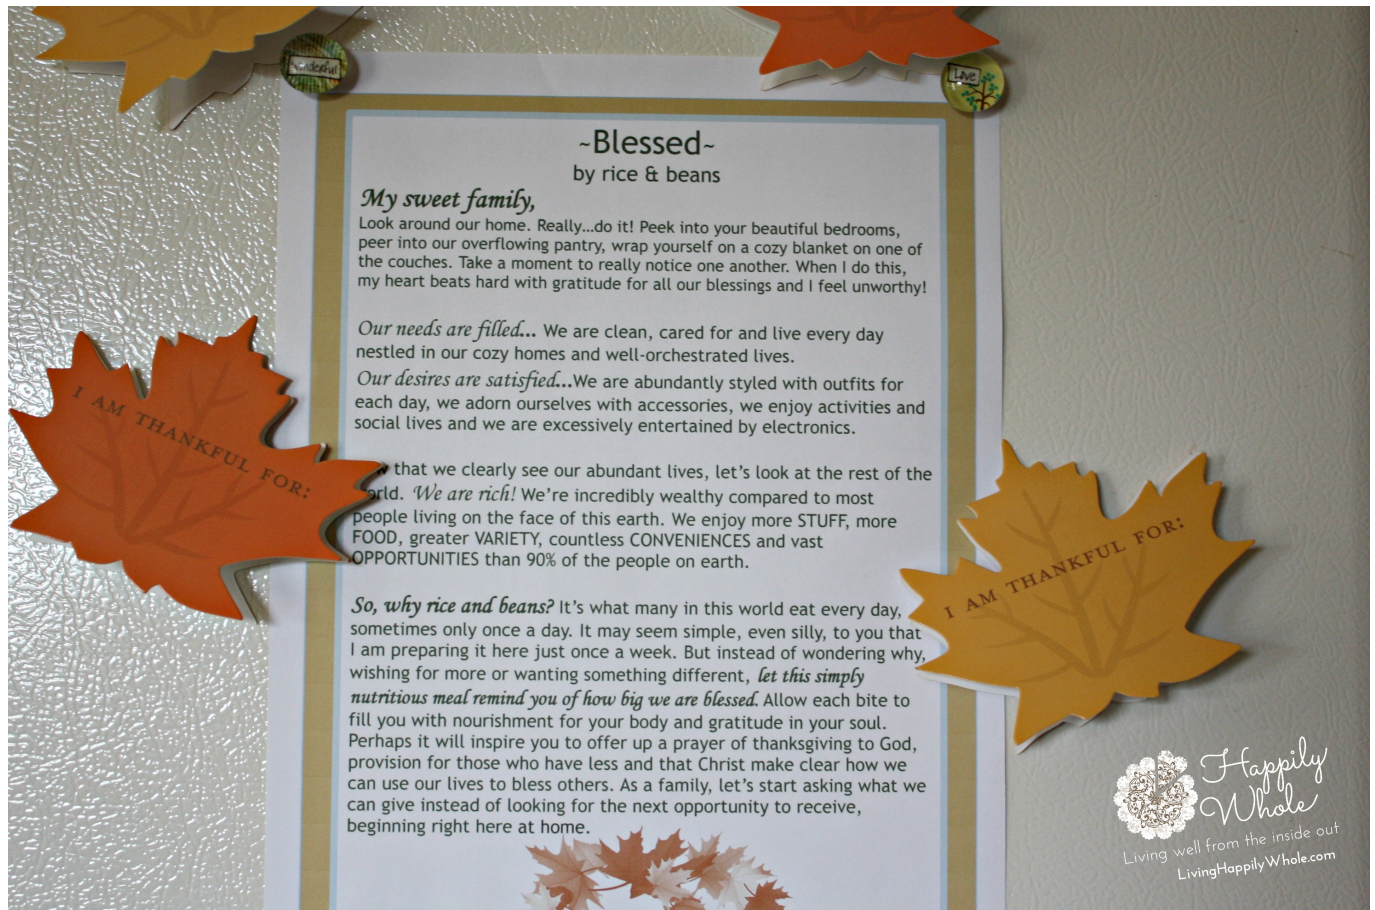 wonderful
Love
~Blessed~
by rice & beans
My sweet family,
Look around our home. Really...do it! Peek into your beautiful bedrooms,
peer into our overflowing pantry, wrap yourself on a cozy blanket on one of
the couches. Take a moment to really notice one another. When I do this,
my heart beats hard with gratitude for all our blessings and I feel unworthy!
Our needs are filled... We are clean, cared for and live every day
nestled in our cozy homes and well-orchestrated lives.
Our desires are satisfied...We are abundantly styled with outfits for
each day, we adorn ourselves with accessories, we enjoy activities and
social lives and we are excessively entertained by electronics.
that we clearly see our abundant lives, let's look at the rest of the
world. We are rich! We're incredibly wealthy compared to most
people living on the face of this earth. We enjoy more STUFF, more
FOOD, greater VARIETY, countless CONVENIENCES and vast
OPPORTUNITIES than 90% of the people on earth.
So, why rice and beans? It's what many in this world eat every day,
sometimes only once a day. It may seem simple, even silly, to you that
I am preparing it here just once a week. But instead of wondering why,
wishing for more or wanting something different, let this simply
nutritious meal remind you of how big we are blessed. Allow each bite to
fill you with nourishment for your body and gratitude in your soul.
Perhaps it will inspire you to offer up a prayer of thanksgiving to God,
provision for those who have less and that Christ make clear how we
can use our lives to bless others. As a family, let's start asking what we
can give instead of looking for the next opportunity to receive,
beginning right here at home.
I AM THANKFUL FOR:
I AM THANKFUL FOR:
Happily
Whole
Living well from the inside out
LivingHappilyWhole.com